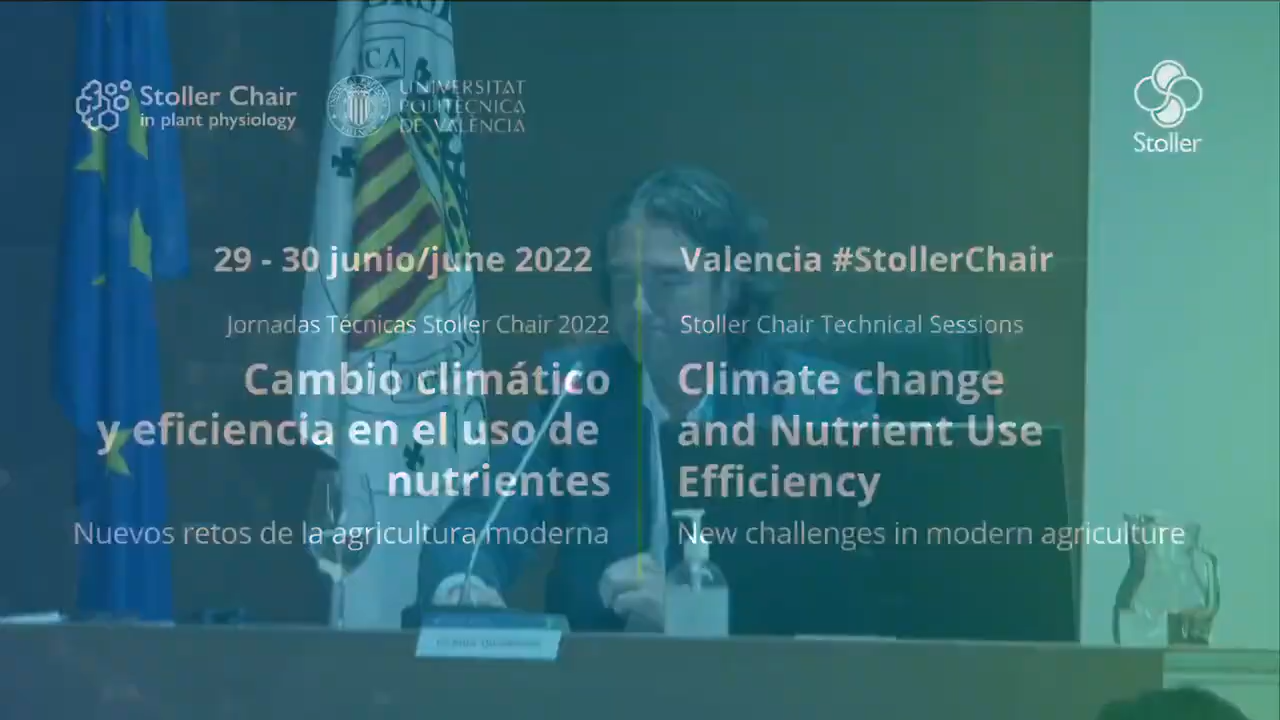 Stoller Chair
in plant physiology
UNIVERSITAT
POLITÈCNICA
DE VALÈNCIA
Stoller
29 - 30 junio/june 2022
Jornadas Técnicas Stoller Chair 2022
Cambio climático
y eficiencia en el uso de
nutrientes
Nuevos retos de la agricultura moderna
Valencia #StollerChair
Stoller Chair Technical Sessions
Climate change
and Nutrient Use
Efficiency
New challenges in modern agriculture
CA